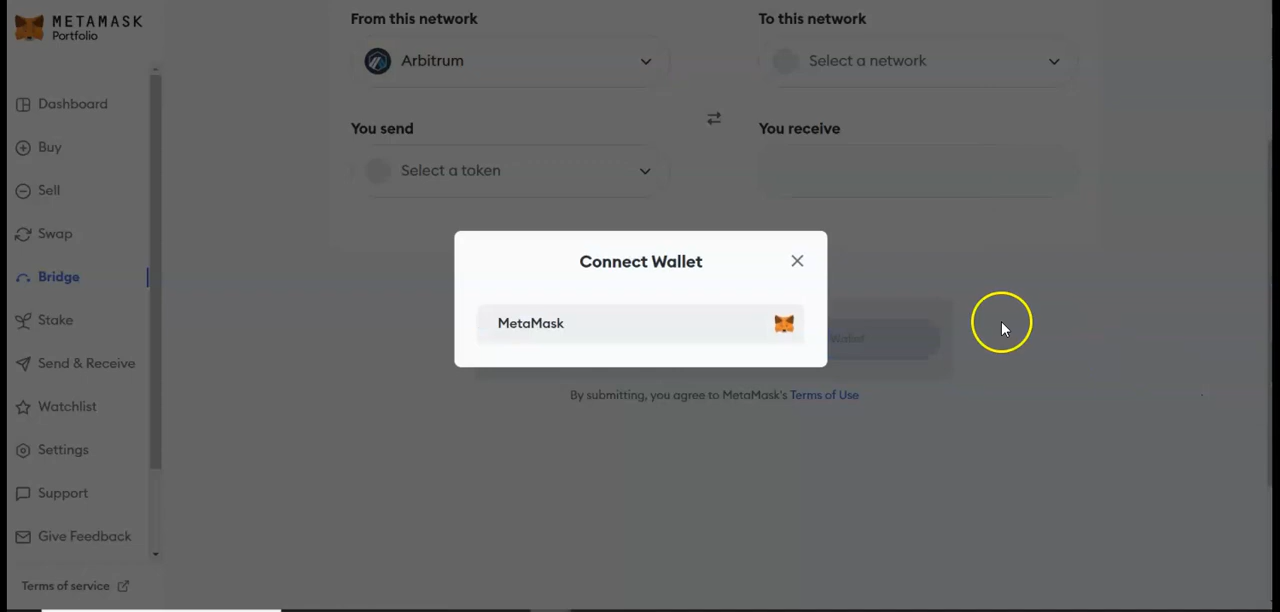 METAMASK
Portfolio
Dashboard
Buy
Sell
Swap
Bridge
Stake
Send & Receive
Watchlist
Settings
Support
Give Feedback
Terms of service
From this network
To this network
Arbitrum
Select a network
You send
You receive
Select a token
Connect Wallet
MetaMask
Wallet
By submitting, you agree to MetaMask's Terms of Use